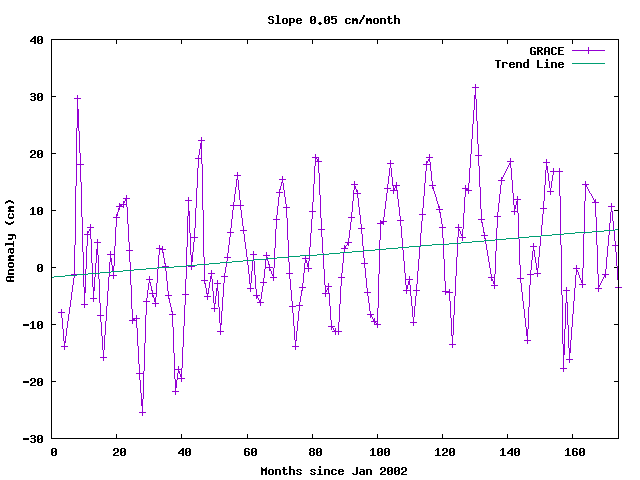 Slope 0.05 cm/month
GRACE
Trend Line
40
30
20
10
0
-10
-20
-30
Anomaly (cm)
0 20 40 60 80 100 120 140 160
Months since Jan 2002